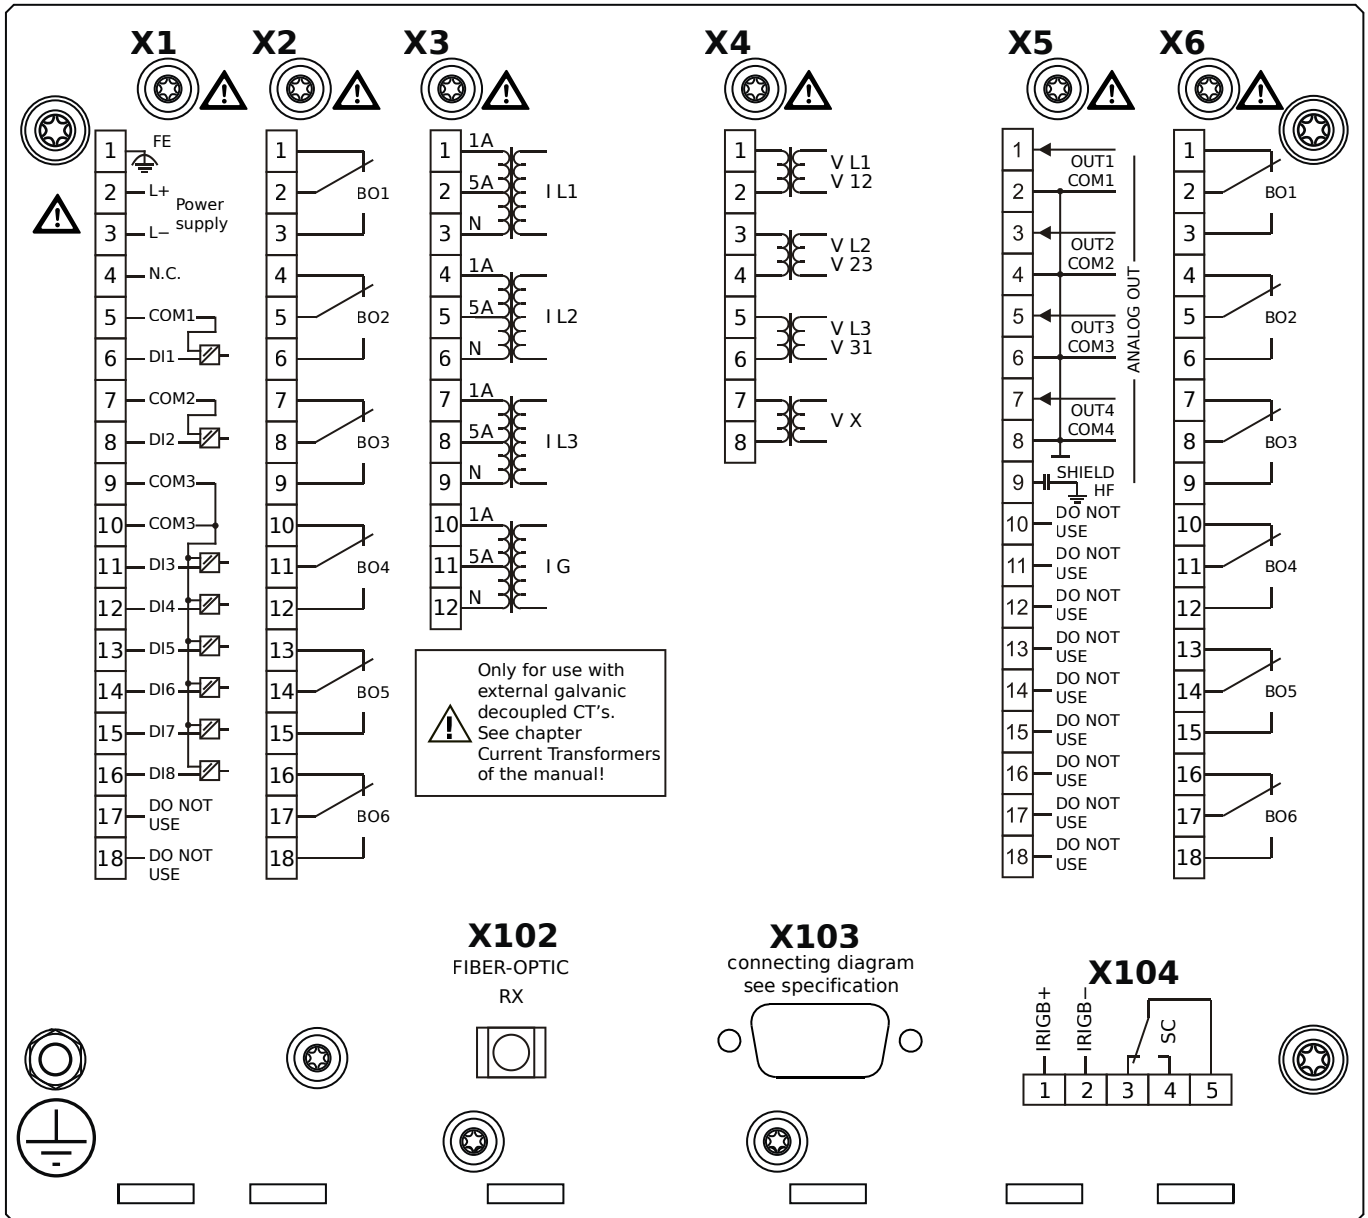 X1
X2
X3
X4
X5
X6
1 FE
2 L+
Power
supply
3 L−
4 N.C.
5 COM1
6 DI1
7 COM2
8 DI2
9 COM3
10 COM3
11 DI3
12 DI4
13 DI5
14 DI6
15 DI7
16 DI8
17 DO NOT
USE
18 DO NOT
USE
1
2 BO1
3
4
5 BO2
6
7
8 BO3
9
10
11 BO4
12
13
14 BO5
15
16
17 BO6
18
1 1A
2 5A I L1
3 N
4 1A
5 5A I L2
6 N
7 1A
8 5A I L3
9 N
10 1A
11 5A I G
12 N
Only for use with
external galvanic
decoupled CT's.
See chapter
Current Transformers
of the manual!
1 V L1
2 V 12
3 V L2
4 V 23
5 V L3
6 V 31
7 V X
8
1 OUT1
2 COM1
3 OUT2
4 COM2
5 OUT3
6 COM3
7 OUT4
8 COM4
ANALOG OUT
9 SHIELD
HF
10 DO NOT
USE
11 DO NOT
USE
12 DO NOT
USE
13 DO NOT
USE
14 DO NOT
USE
15 DO NOT
USE
16 DO NOT
USE
17 DO NOT
USE
18 DO NOT
USE
1
2 BO1
3
4
5 BO2
6
7
8 BO3
9
10
11 BO4
12
13
14 BO5
15
16
17 BO6
18
X102
FIBER-OPTIC
RX
X103
connecting diagram
see specification
X104
IRIGB+
IRIGB−
SC
1 2 3 4 5